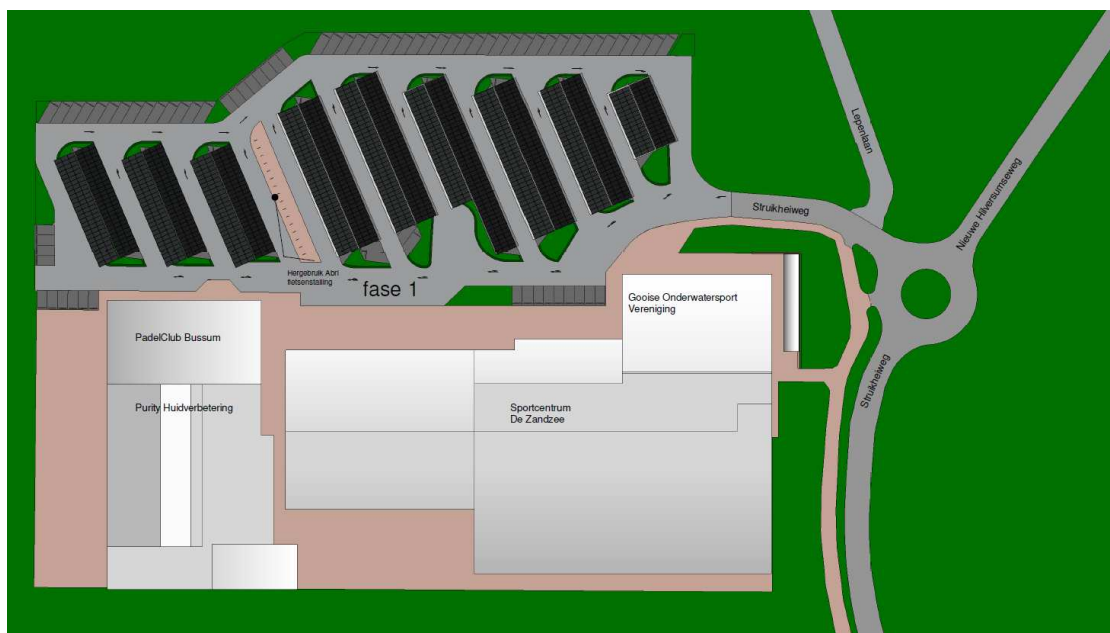 Lepenlaan
Nieuwe Hilversumseweg
Struikheiweg
Hergebruik Abri
fietsenstalling
fase 1
Gooise Onderwatersport
Vereniging
PadelClub Bussum
Struikheiweg
Purity Huidverbetering
Sportcentrum
De Zandzee